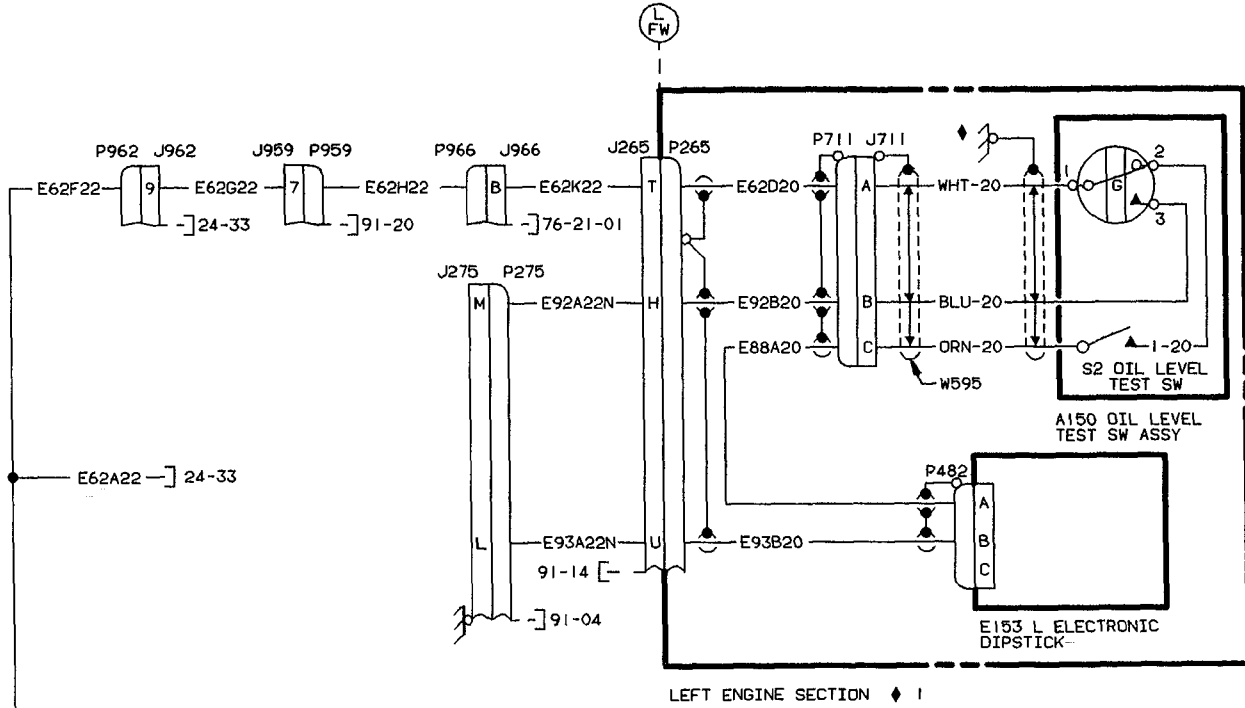 L
FW
P962 J962
J959 P959
P966 J966
J265 P265
P711 J711
♦
E62F22
9
E62G22
7
E62H22
B
E62K22
T
E62D20
A
WHT-20
1
G
2
3
24-33
91-20
76-21-01
J275 P275
M
E92A22N
H
E92B20
B
BLU-20
E88A20
C
ORN-20
1-20
S2 OIL LEVEL
TEST SW
W595
A150 OIL LEVEL
TEST SW ASSY
E62A22
24-33
P482
A
L
E93A22N
U
E93B20
B
C
91-14
91-04
E153 L ELECTRONIC
DIPSTICK
LEFT ENGINE SECTION ♦ 1